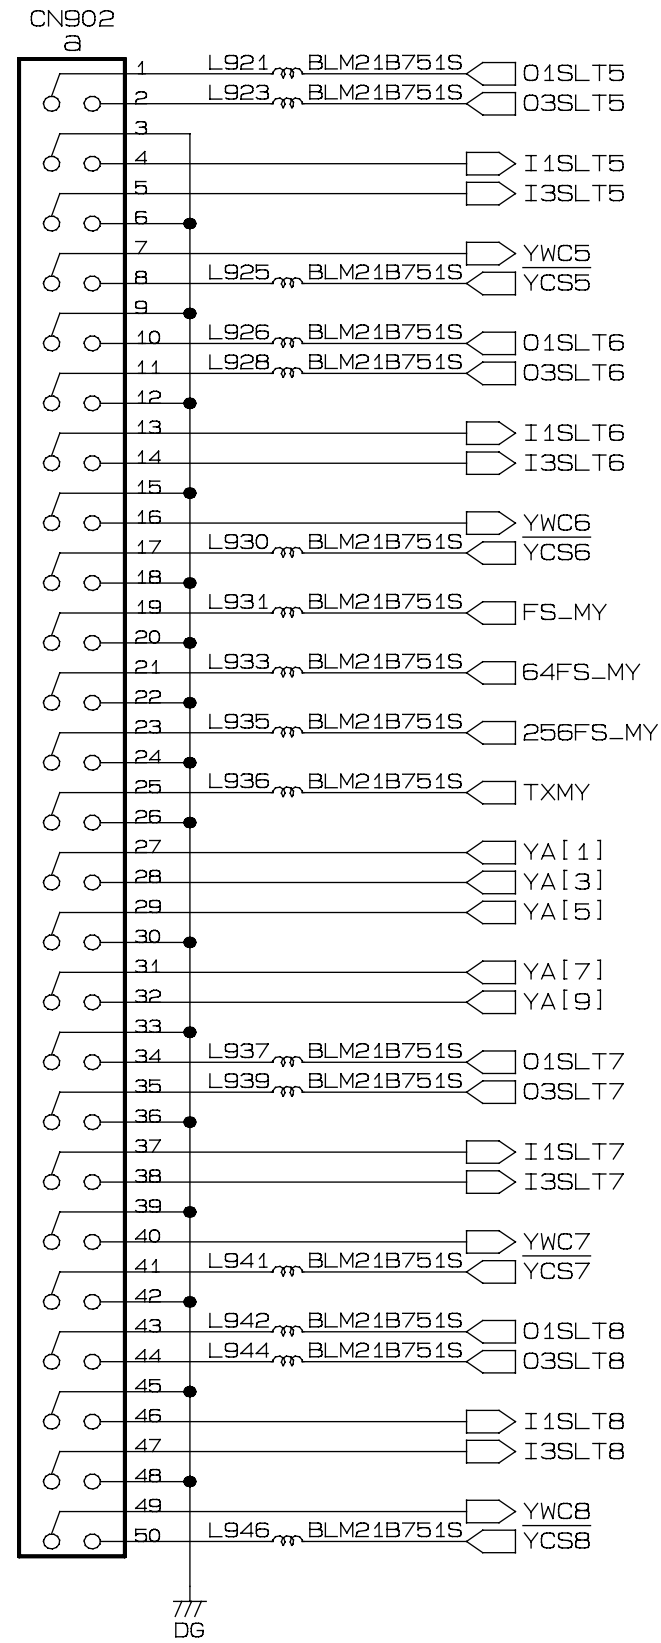 CN902
a
1 L921 BLM21B751S O1SLT5
2 L923 BLM21B751S O3SLT5
3
4 I1SLT5
5 I3SLT5
6
7 YWC5
8 L925 BLM21B751S YCS5
9
10 L926 BLM21B751S O1SLT6
11 L928 BLM21B751S O3SLT6
12
13 I1SLT6
14 I3SLT6
15
16 YWC6
17 L930 BLM21B751S YCS6
18
19 L931 BLM21B751S FS_MY
20
21 L933 BLM21B751S 64FS_MY
22
23 L935 BLM21B751S 256FS_MY
24
25 L936 BLM21B751S TXMY
26
27 YA[1]
28 YA[3]
29 YA[5]
30
31 YA[7]
32 YA[9]
33
34 L937 BLM21B751S O1SLT7
35 L939 BLM21B751S O3SLT7
36
37 I1SLT7
38 I3SLT7
39
40 YWC7
41 L941 BLM21B751S YCS7
42
43 L942 BLM21B751S O1SLT8
44 L944 BLM21B751S O3SLT8
45
46 I1SLT8
47 I3SLT8
48
49 YWC8
50 L946 BLM21B751S YCS8
DG